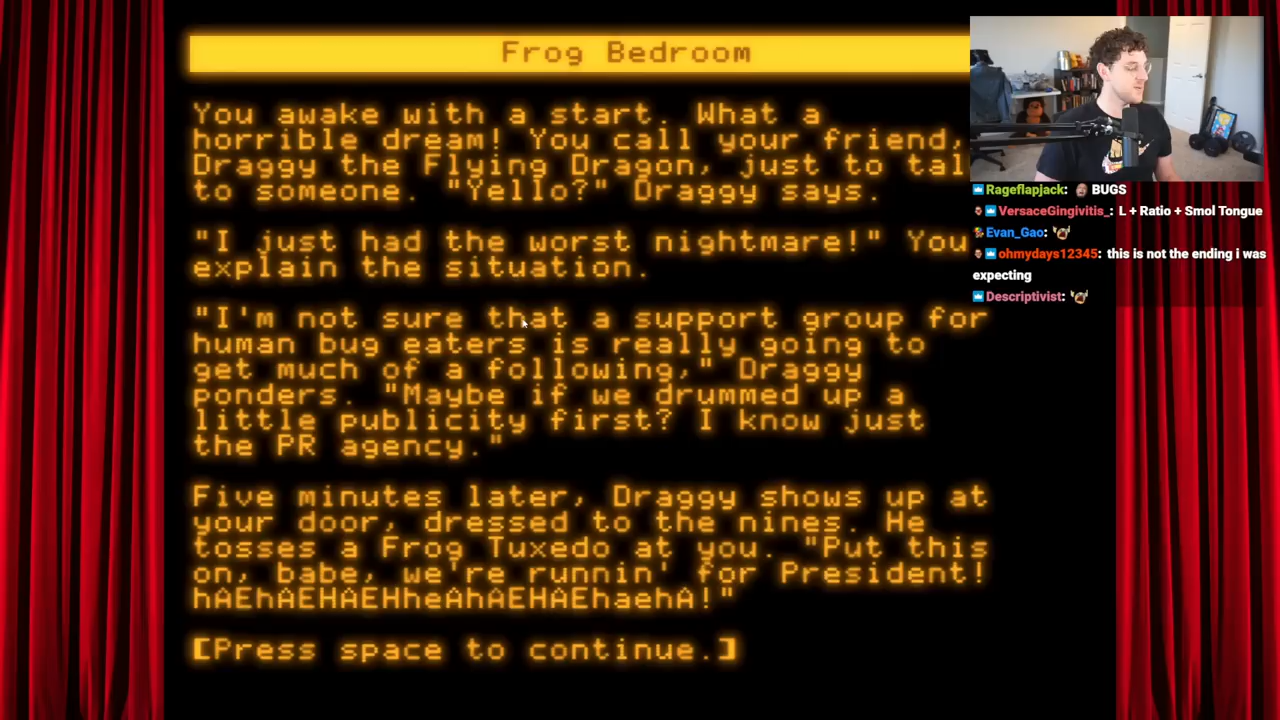 Frog Bedroom
You awake with a start. What a
horrible dream! You call your friend,
Draggy the Flying Dragon, just to tal
to someone. "Yello?" Draggy says.
"I just had the worst nightmare!" You
explain the situation.
"I'm not sure that a support group for
human bug eaters is really going to
get much of a following," Draggy
ponders. "Maybe if we drummed up a
little publicity first? I know just
the PR agency."
Five minutes later, Draggy shows up at
your door, dressed to the nines. He
tosses a Frog Tuxedo at you. "Put this
on, babe, we're runnin' for President!
hAEhAEHAEHheAhAEHAEhaehA!"
[Press space to continue.]
Rageflapjack: BUGS
VersaceGingivitis_: L + Ratio + Smol Tongue
Evan_Gao:
ohmydays12345: this is not the ending i was
expecting
Descriptivist: